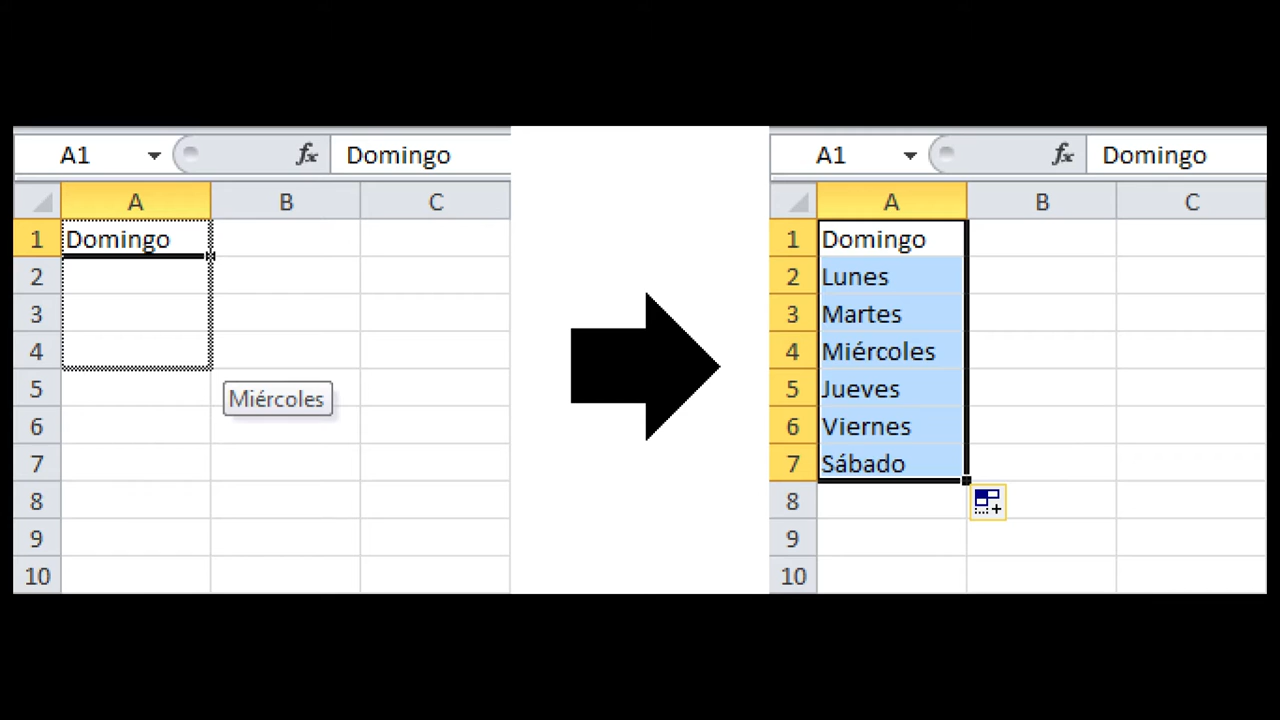 A1 fx Domingo
A B C
1 Domingo
2
3
4
5 Miércoles
6
7
8
9
10
A1 fx Domingo
A B C
1 Domingo
2 Lunes
3 Martes
4 Miércoles
5 Jueves
6 Viernes
7 Sábado
8
9
10